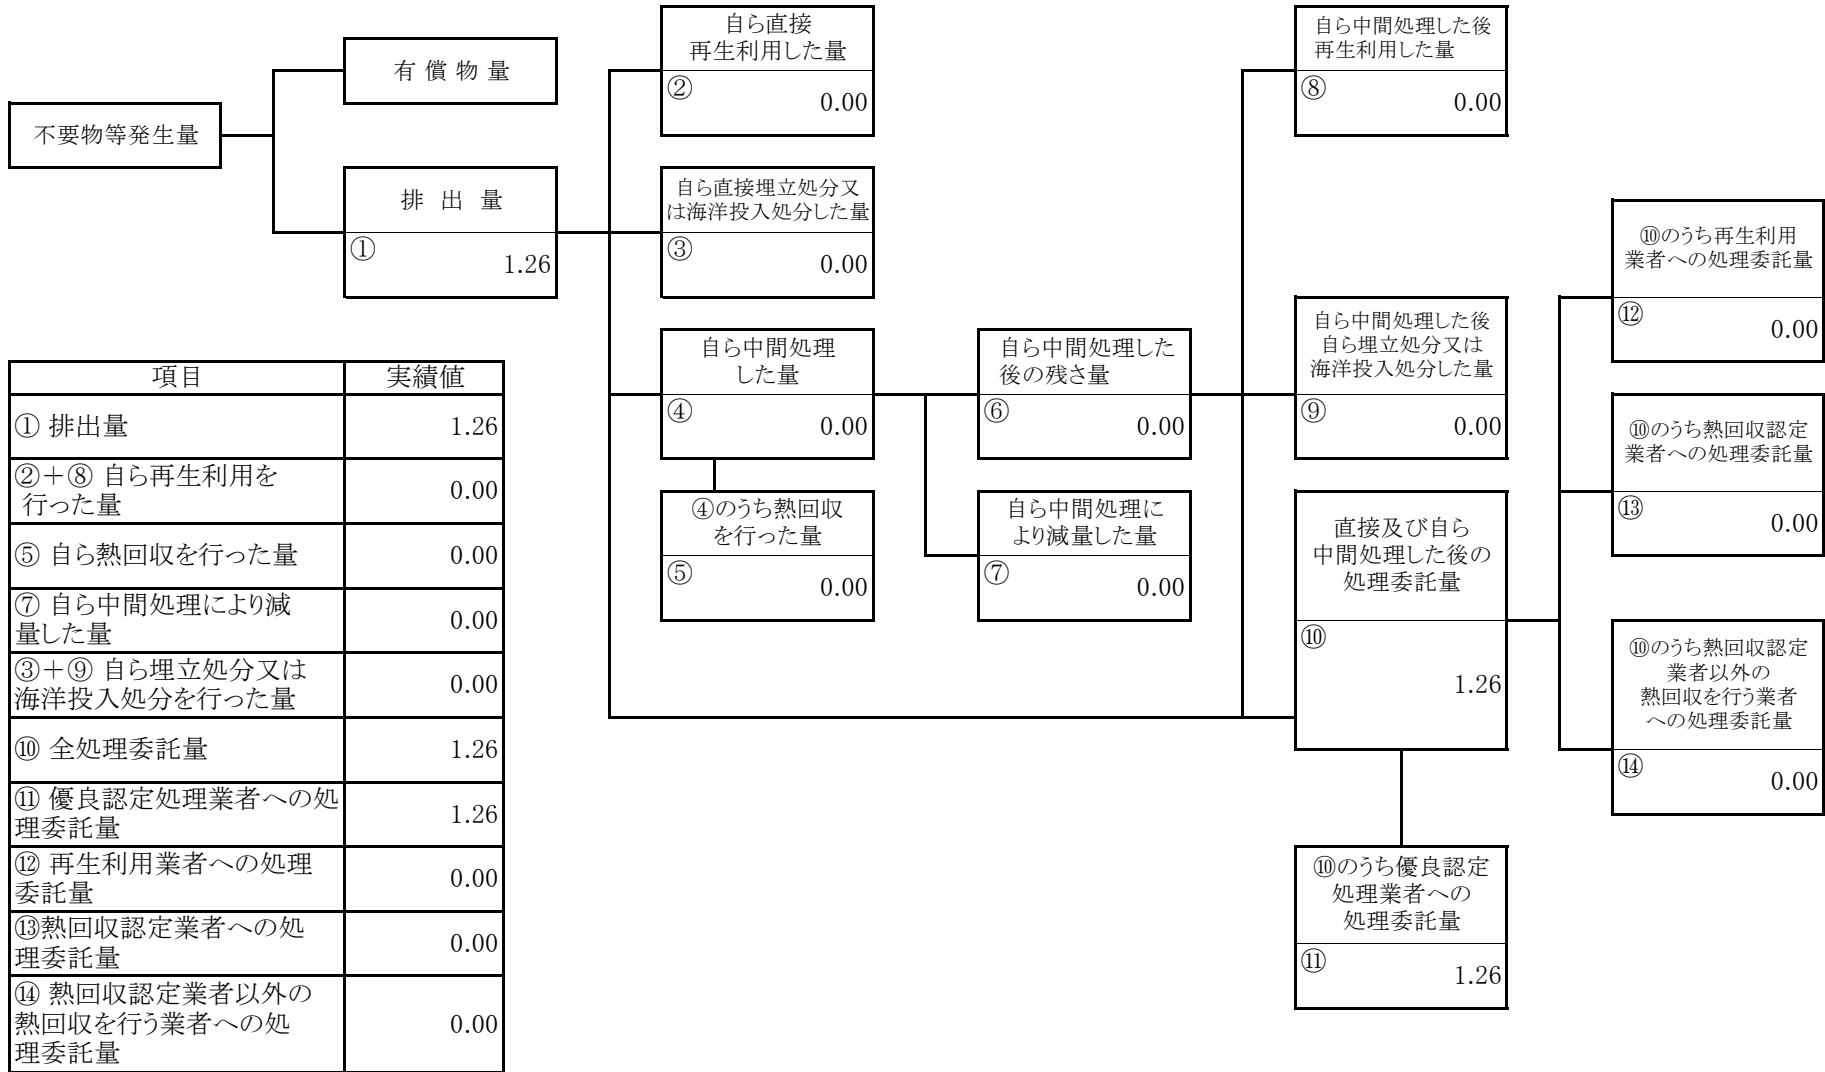 不要物等発生量
有 償 物 量
排 出 量
①
1.26
自ら直接
再生利用した量
②
0.00
自ら直接埋立処分又
は海洋投入処分した量
③
0.00
自ら中間処理
した量
④
0.00
④のうち熱回収
を行った量
⑤
0.00
自ら中間処理した
後の残さ量
⑥
0.00
自ら中間処理に
より減量した量
⑦
0.00
自ら中間処理した後
再生利用した量
⑧
0.00
自ら中間処理した後
自ら埋立処分又は
海洋投入処分した量
⑨
0.00
直接及び自ら
中間処理した後の
処理委託量
⑩
1.26
⑩のうち優良認定
処理業者への
処理委託量
⑪
1.26
⑩のうち再生利用
業者への処理委託量
⑫
0.00
⑩のうち熱回収認定
業者への処理委託量
⑬
0.00
⑩のうち熱回収認定
業者以外の
熱回収を行う業者
への処理委託量
⑭
0.00
項目 実績値
① 排出量 1.26
②＋⑧ 自ら再生利用を
行った量 0.00
⑤ 自ら熱回収を行った量 0.00
⑦ 自ら中間処理により減
量した量 0.00
③＋⑨ 自ら埋立処分又は
海洋投入処分を行った量 0.00
⑩ 全処理委託量 1.26
⑪ 優良認定処理業者への処
理委託量 1.26
⑫ 再生利用業者への処理
委託量 0.00
⑬熱回収認定業者への処
理委託量 0.00
⑭ 熱回収認定業者以外の
熱回収を行う業者への処
理委託量 0.00